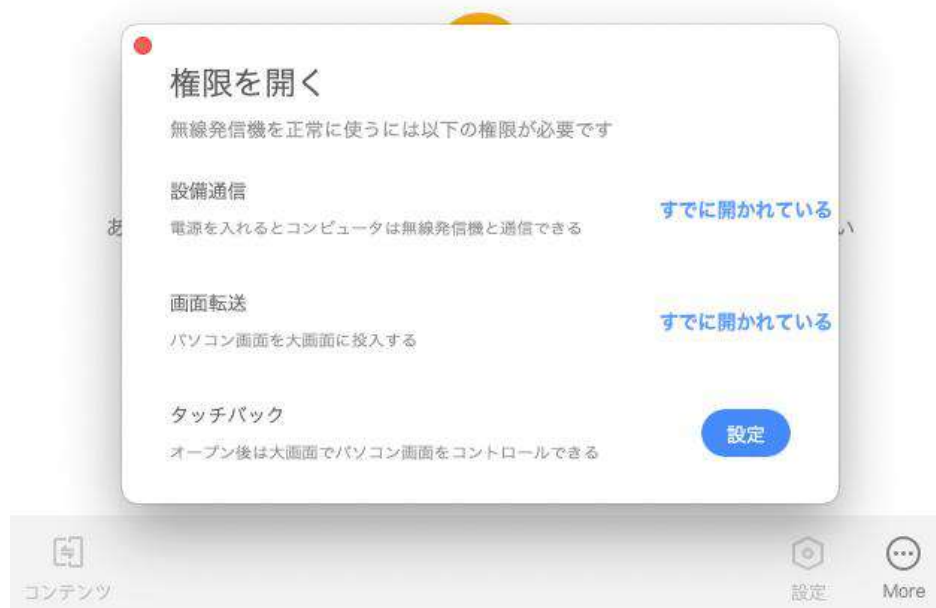 権限を開く
無線発信機を正常に使うには以下の権限が必要です
設備通信
すでに開かれている
電源を入れるとコンピュータは無線発信機と通信できる
あ
い
画面転送
すでに開かれている
パソコン画面を大画面に投入する
タッチバック
設定
オープン後は大画面でパソコン画面をコントロールできる
コンテンツ
設定
More